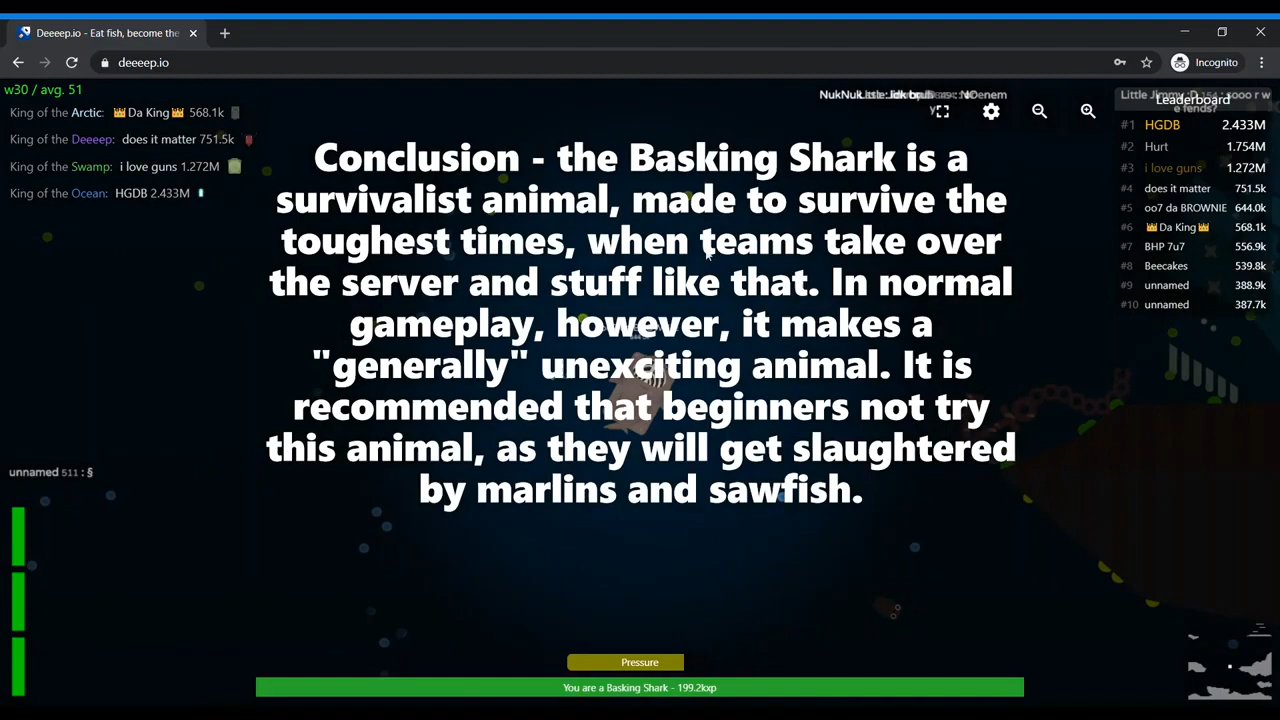 Deeeep.io - Eat fish, become the
deeeep.io
Incognito
w30 / avg. 51
King of the Arctic: 👑Da King👑 568.1k
King of the Deeeep: does it matter 751.5k
King of the Swamp: i love guns 1.272M
King of the Ocean: HGDB 2.433M
Leaderboard
#1 HGDB 2.433M
#2 Hurt 1.754M
#3 i love guns 1.272M
#4 does it matter 751.5k
#5 oo7 da BROWNIE 644.0k
#6 👑Da King👑 568.1k
#7 BHP 7u7 556.9k
#8 Beecakes 539.8k
#9 unnamed 388.9k
#10 unnamed 387.7k
Conclusion - the Basking Shark is a
survivalist animal, made to survive the
toughest times, when teams take over
the server and stuff like that. In normal
gameplay, however, it makes a
"generally" unexciting animal. It is
recommended that beginners not try
this animal, as they will get slaughtered
by marlins and sawfish.
unnamed 511 : §
Pressure
You are a Basking Shark - 199.2kxp